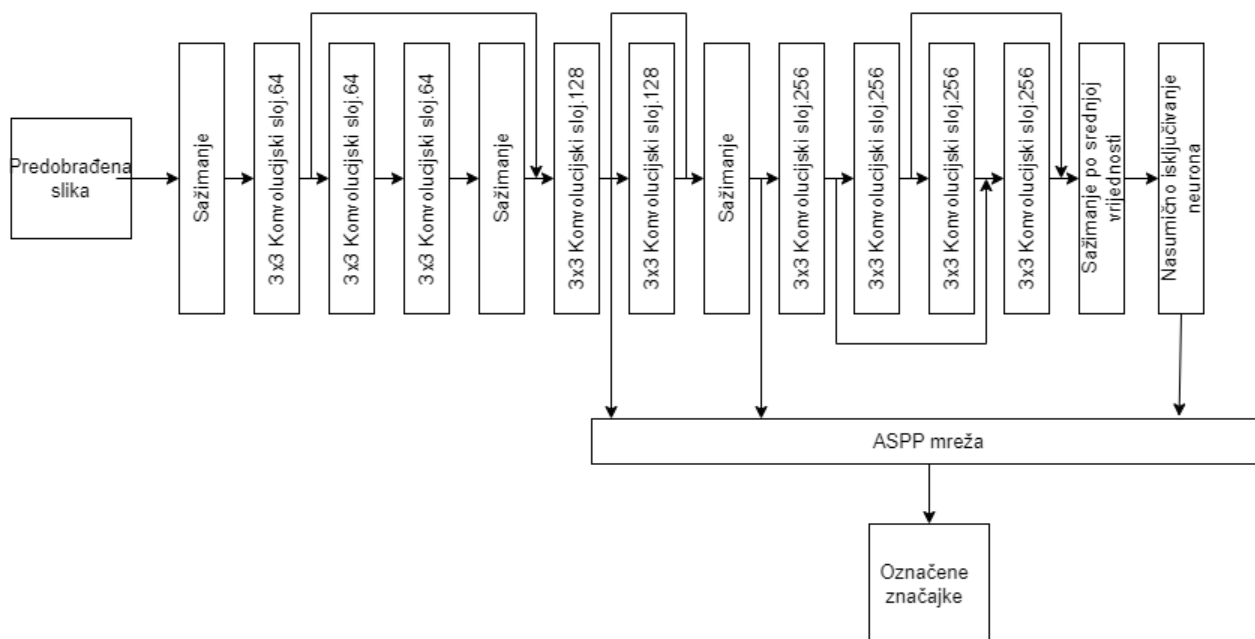 Predobrađena
slika
Sažimanje
3x3 Konvolucijski sloj.64
3x3 Konvolucijski sloj.64
3x3 Konvolucijski sloj.64
Sažimanje
3x3 Konvolucijski sloj.128
3x3 Konvolucijski sloj.128
Sažimanje
3x3 Konvolucijski sloj.256
3x3 Konvolucijski sloj.256
3x3 Konvolucijski sloj.256
3x3 Konvolucijski sloj.256
Sažimanje po srednjoj
vrijednosti
Nasumično isključivanje
neurona
ASPP mreža
Označene
značajke